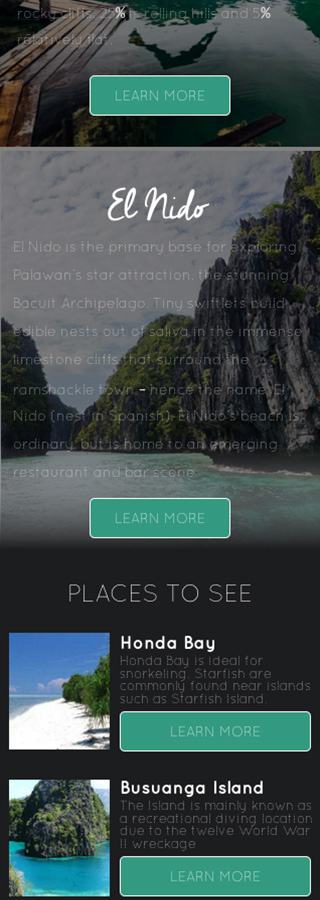 rocky cliffs, 25% is rolling hills and 5%
relatively flat.
LEARN MORE
El Nido
El Nido is the primary base for exploring
Palawan's star attraction, the stunning
Bacuit Archipelago. Tiny swiftlets build
edible nests out of saliva in the immense
limestone cliffs that surround the
ramshackle town - hence the name, El
Nido (nest in Spanish). El Nido's beach is
ordinary, but is home to an emerging
restaurant and bar scene.
LEARN MORE
PLACES TO SEE
Honda Bay
Honda Bay is ideal for
snorkeling. Starfish are
commonly found near islands
such as Starfish Island.
LEARN MORE
Busuanga Island
The Island is mainly known as
a recreational diving location
due to the twelve World War
II wreckage
LEARN MORE